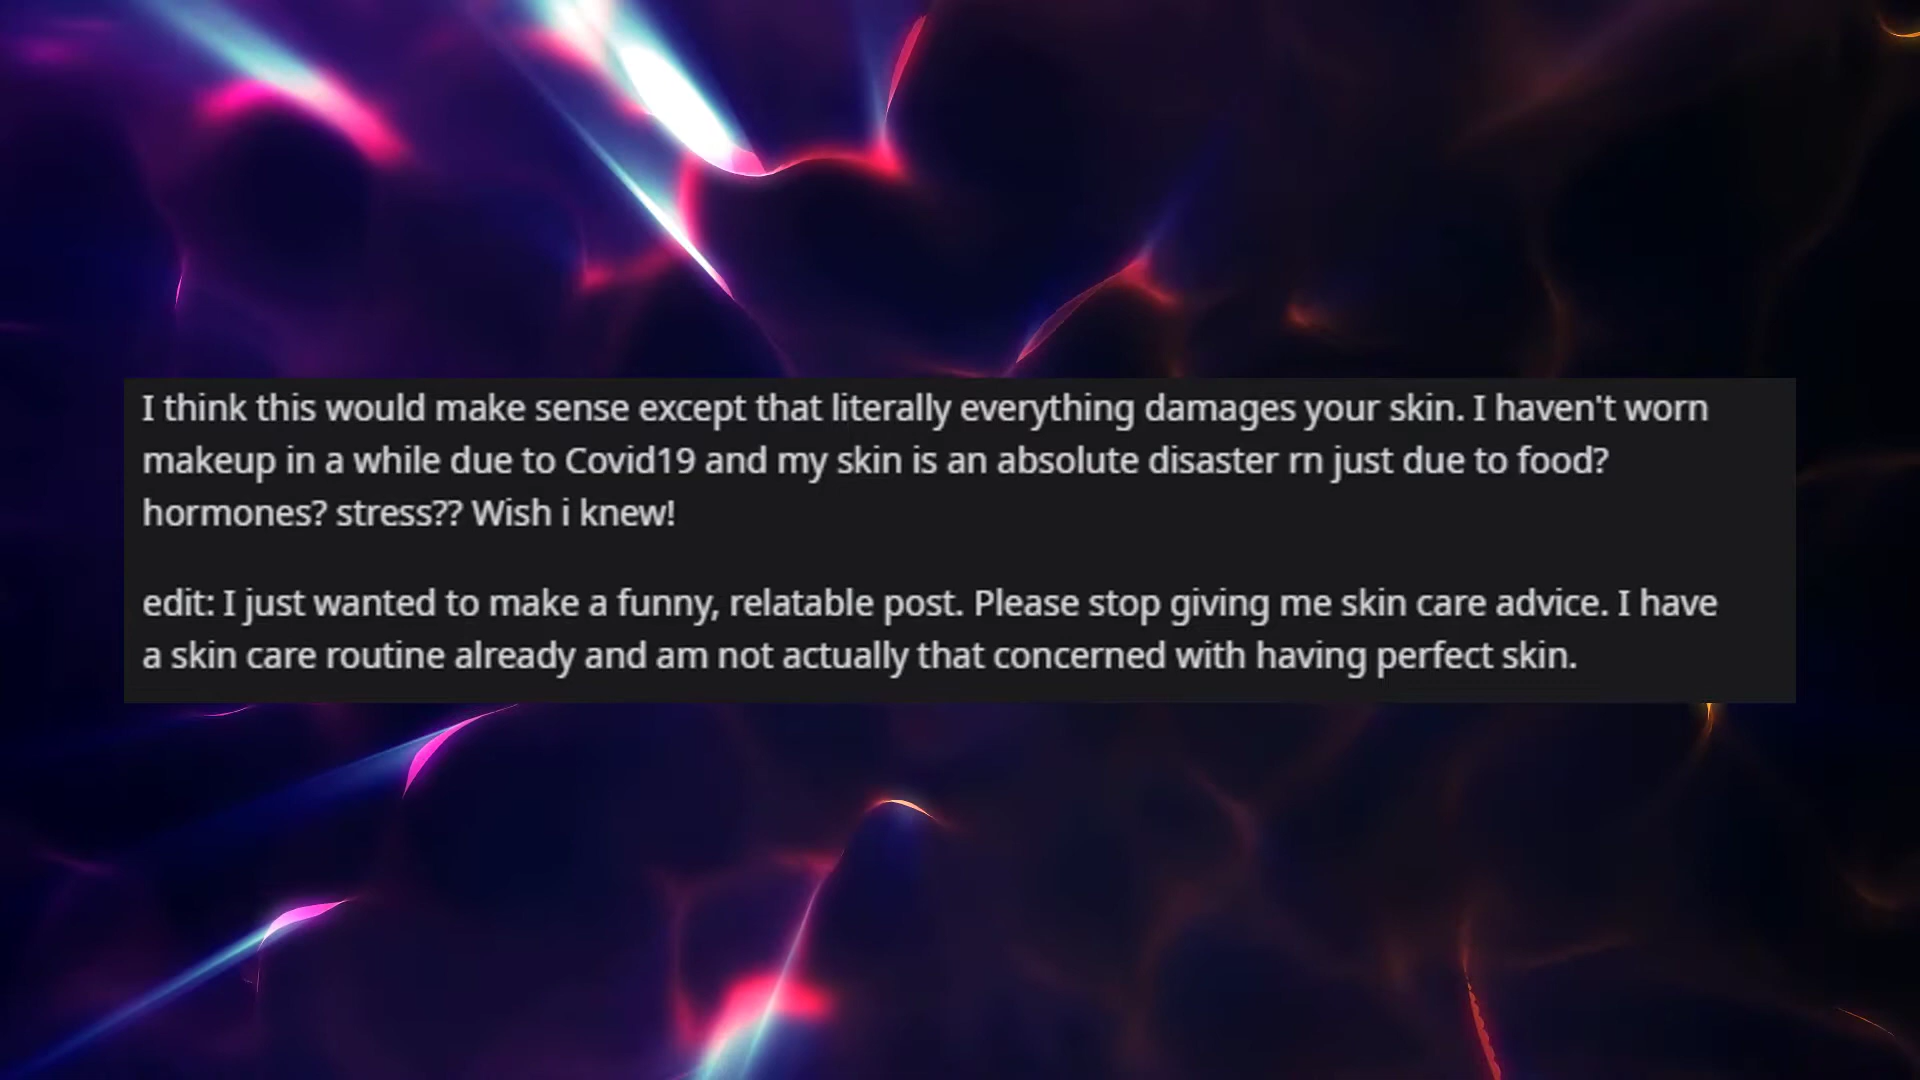 I think this would make sense except that literally everything damages your skin. I haven't worn
makeup in a while due to Covid19 and my skin is an absolute disaster rn just due to food?
hormones? stress?? Wish i knew!
edit: I just wanted to make a funny, relatable post. Please stop giving me skin care advice. I have
a skin care routine already and am not actually that concerned with having perfect skin.